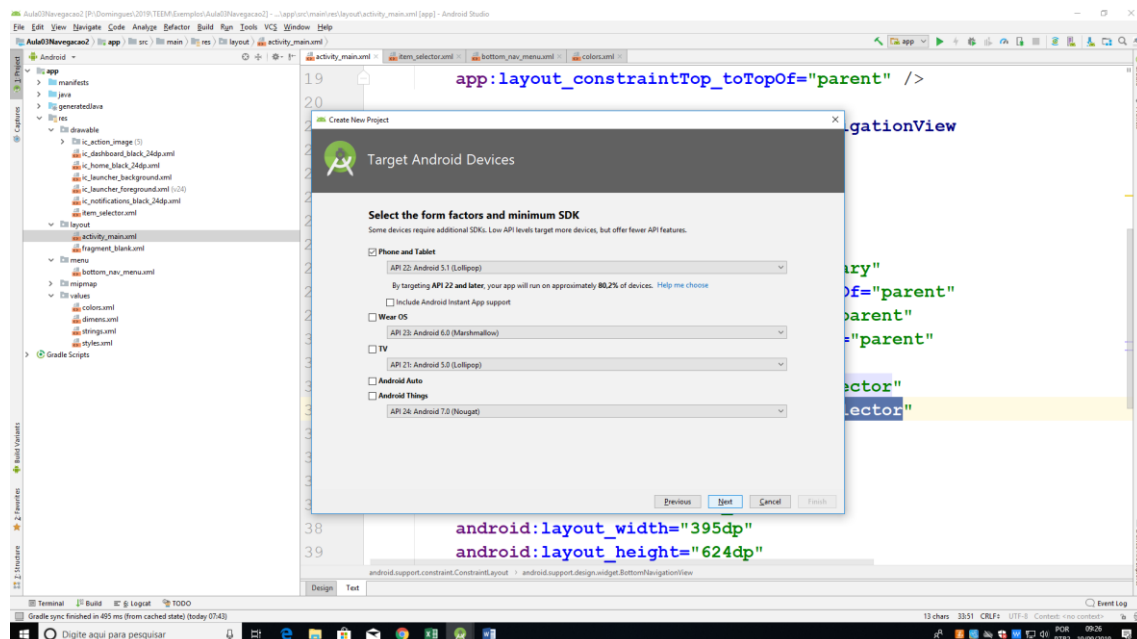 Aula03Navegacao2 [P:\Domingues\2019\TEEM\Exemplos\Aula03Navegacao2] - ...\app\src\main\res\layout\activity_main.xml [app] - Android Studio
File Edit View Navigate Code Analyze Refactor Build Run Tools VCS Window Help
Aula03Navegacao2 app src main res layout activity_main.xml
app
Android
activity_main.xml item_selector.xml bottom_nav_menu.xml colors.xml
1: Project
Captures
Build Variants
2: Favorites
Z: Structure
app
manifests
java
generatedJava
res
drawable
ic_action_image (5)
ic_dashboard_black_24dp.xml
ic_home_black_24dp.xml
ic_launcher_background.xml
ic_launcher_foreground.xml (v24)
ic_notifications_black_24dp.xml
item_selector.xml
layout
activity_main.xml
fragment_blank.xml
menu
bottom_nav_menu.xml
mipmap
values
colors.xml
dimens.xml
strings.xml
styles.xml
Gradle Scripts
19 app:layout_constraintTop_toTopOf="parent" />
20
igationView
ary"
Of="parent"
parent"
="parent"
ector"
lector"
38 android:layout_width="395dp"
39 android:layout_height="624dp"
Create New Project
Target Android Devices
Select the form factors and minimum SDK
Some devices require additional SDKs. Low API levels target more devices, but offer fewer API features.
Phone and Tablet
API 22: Android 5.1 (Lollipop)
By targeting API 22 and later, your app will run on approximately 80,2% of devices. Help me choose
Include Android Instant App support
Wear OS
API 23: Android 6.0 (Marshmallow)
TV
API 21: Android 5.0 (Lollipop)
Android Auto
Android Things
API 24: Android 7.0 (Nougat)
Previous Next Cancel Finish
android.support.constraint.ConstraintLayout android.support.design.widget.BottomNavigationView
Design Text
Terminal Build 6: Logcat TODO Event Log
Gradle sync finished in 495 ms (from cached state) (today 07:43) 13 chars 33:51 CRLF UTF-8 Context: <no context>
Digite aqui para pesquisar
POR 09:26